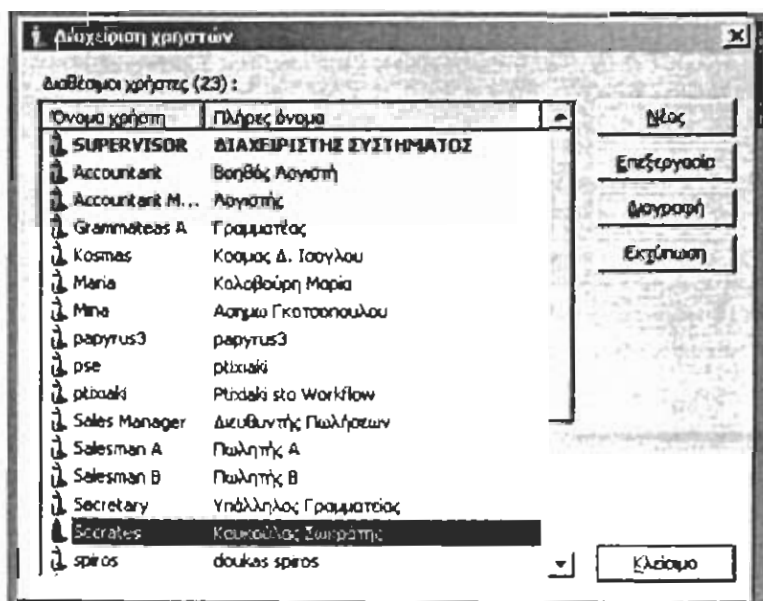 Διαχείριση χρηστών
Διαθέσιμοι χρήστες (23) :
Όνομα χρήστη Πλήρες όνομα
SUPERVISOR ΔΙΑΧΕΙΡΙΣΤΗΣ ΣΥΣΤΗΜΑΤΟΣ
Accountant Βοηθός Λογιστή
Accountant M... Λογιστής
Grammateas A Γραμματέας
Kosmas Κοσμας Δ. Ισογλου
Maria Καλαβούρη Μαρία
Mina Ασημω Γκατσοπουλου
papyrus3 papyrus3
pse ptixiaki
ptixiaki Ptixiaki sto Workflow
Sales Manager Διευθυντής Πωλήσεων
Salesman A Πωλητής Α
Salesman B Πωλητής Β
Secretary Υπάλληλος Γραμματείας
Socrates Κουκούλας Σωκράτης
spiros doukas spiros
Νέος
Επεξεργασία
Διαγραφή
Εκτύπωση
Κλείσιμο